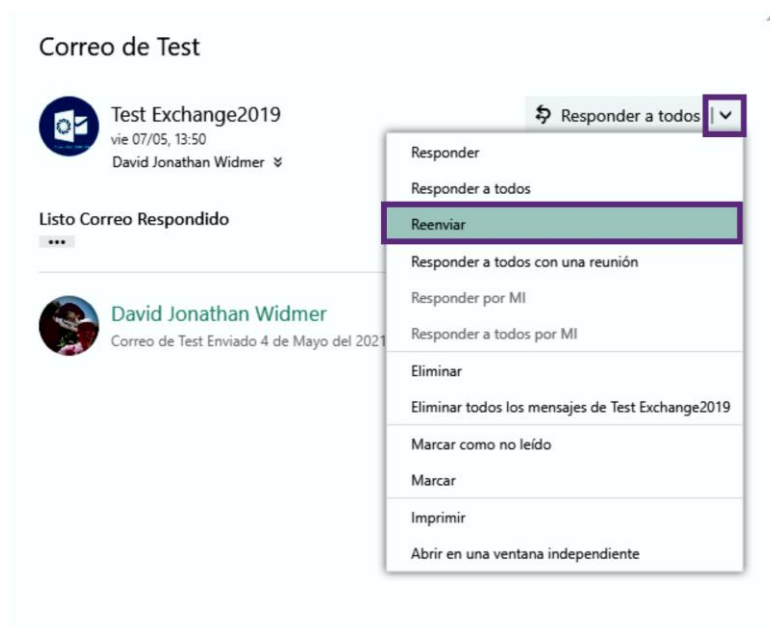 Correo de Test
Test Exchange2019
vie 07/05, 13:50
David Jonathan Widmer
Responder a todos
Listo Correo Respondido
...
David Jonathan Widmer
Correo de Test Enviado 4 de Mayo del 2021
Responder
Responder a todos
Reenviar
Responder a todos con una reunión
Responder por MI
Responder a todos por MI
Eliminar
Eliminar todos los mensajes de Test Exchange2019
Marcar como no leído
Marcar
Imprimir
Abrir en una ventana independiente